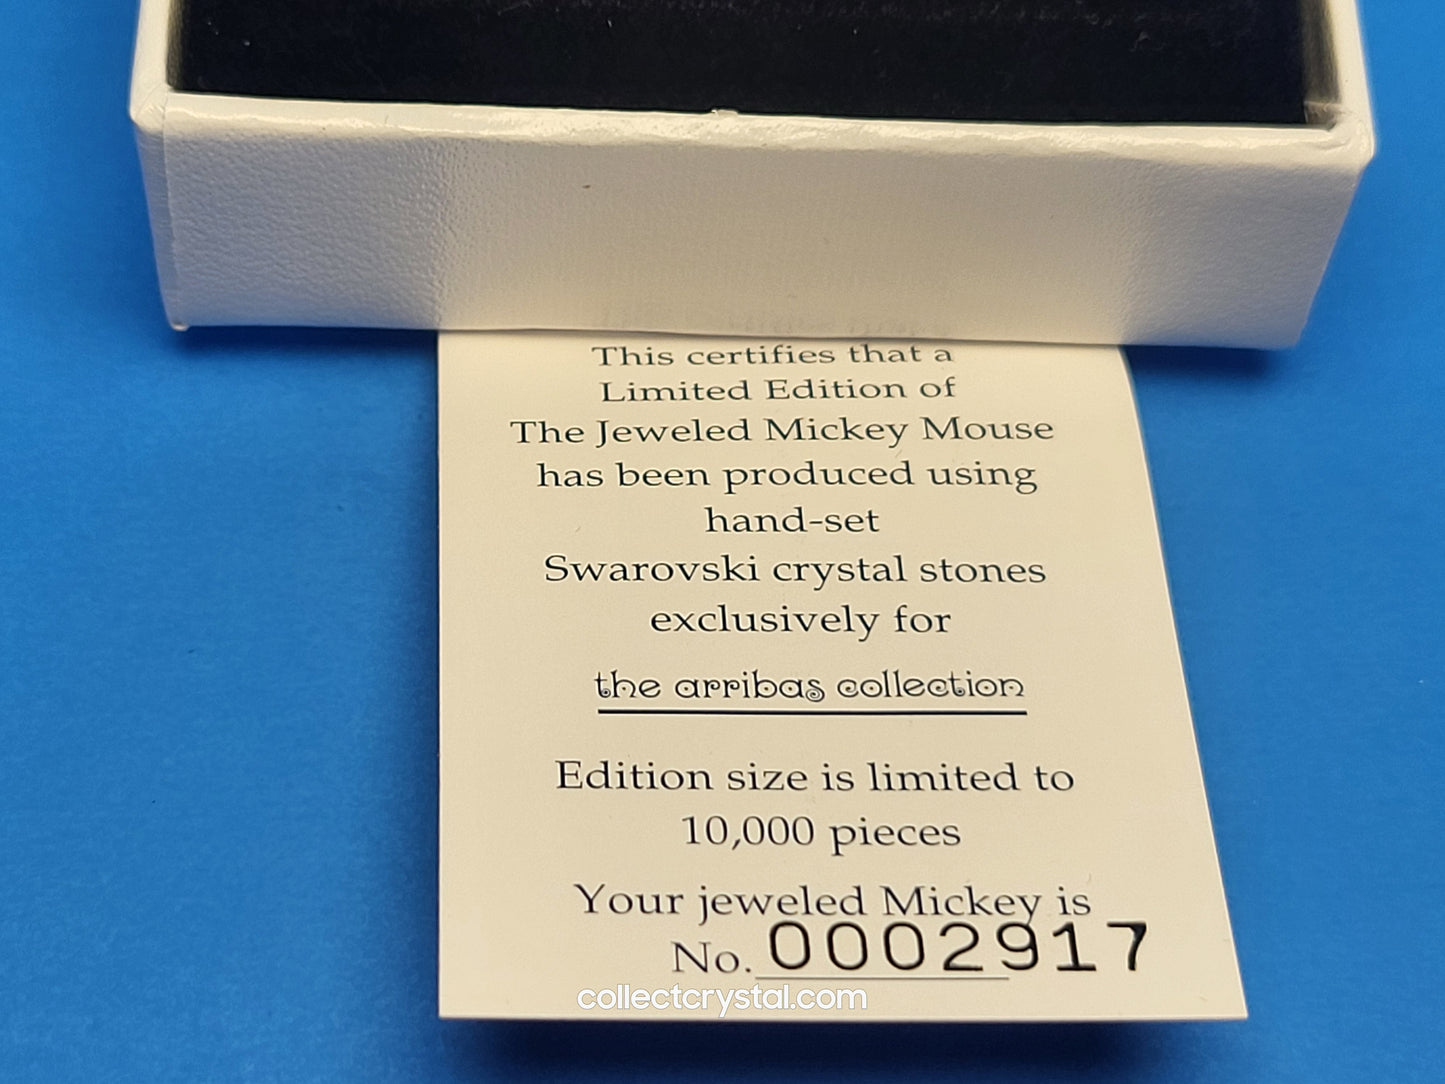 This certifies that a
Limited Edition of
The Jeweled Mickey Mouse
has been produced using
hand-set
Swarovski crystal stones
exclusively for
the arribas collection
Edition size is limited to
10,000 pieces
Your jeweled Mickey is
No. 0002917
collectcrystal.com